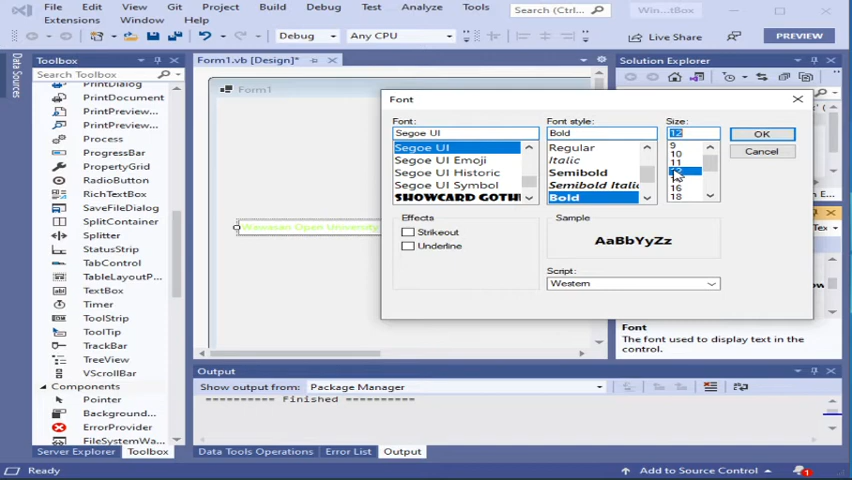 File Edit View Project Build Debug Test Analyze Tools
Extensions Window Help
Search (Ctrl+Q)
Debug Any CPU
Live Share
PREVIEW
Data Sources
Toolbox
Search Toolbox
PrintDialog
PrintDocument
PrintPreview...
PrintPreview...
Process
ProgressBar
PropertyGrid
RadioButton
RichTextBox
SaveFileDialog
SplitContainer
Splitter
StatusStrip
TabControl
TableLayoutP...
TextBox
Timer
ToolStrip
ToolTip
TrackBar
TreeView
VScrollBar
Components
Pointer
Background...
ErrorProvider
FileSystemWa...
Server Explorer Toolbox
Form1.vb [Design]*
Form1
Wawasan Open University
Font
Font:
Segoe UI
Segoe UI
Segoe UI Emoji
Segoe UI Historic
Segoe UI Symbol
SHOWCARD GOTHI
Font style:
Bold
Regular
Italic
Semibold
Semibold Italic
Bold
Size:
12
9
10
11
12
16
18
OK
Cancel
Effects
Strikeout
Underline
Sample
AaBbYyZz
Script:
Western
Solution Explorer
Font
The font used to display text in the
control.
Output
Show output from: Package Manager
========== Finished ==========
Data Tools Operations Error List Output
Ready
Add to Source Control
1